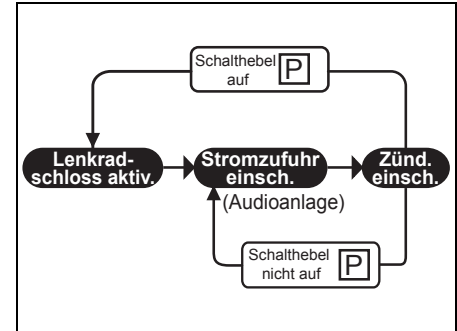 Schalthebel
auf P
Lenkrad-
schloss aktiv.
Stromzufuhr
einsch.
(Audioanlage)
Zünd.
einsch.
Schalthebel
nicht auf P